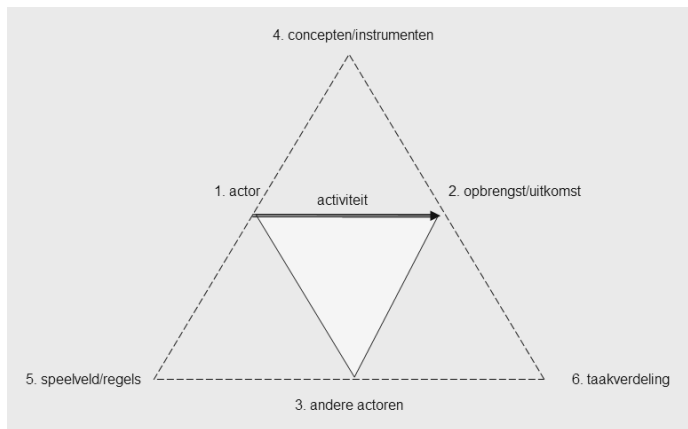 4. concepten/instrumenten
1. actor
activiteit
2. opbrengst/uitkomst
5. speelveld/regels
6. taakverdeling
3. andere actoren